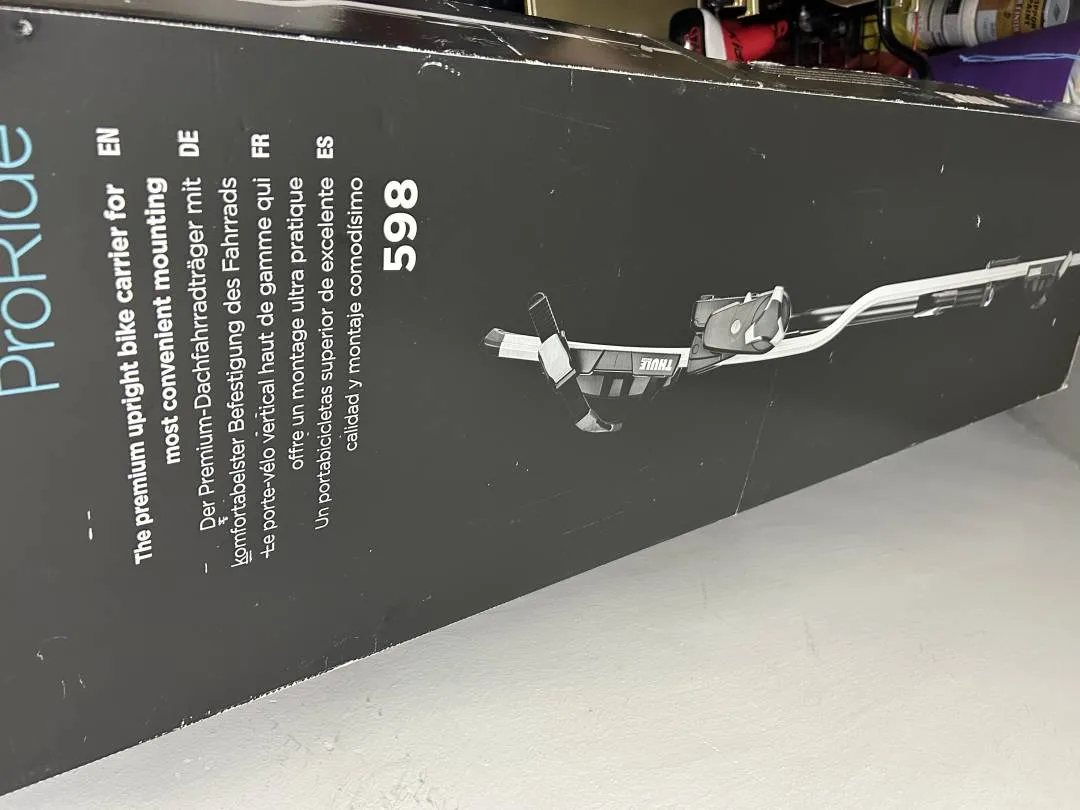 ProRide
EN
The premium upright bike carrier for
most convenient mounting
DE
Der Premium-Dachfahrradträger mit
komfortabelster Befestigung des Fahrrads
FR
Le porte-vélo vertical haut de gamme qui
offre un montage ultra pratique
ES
Un portabicicletas superior de excelente
calidad y montaje comodísimo
598
THULE